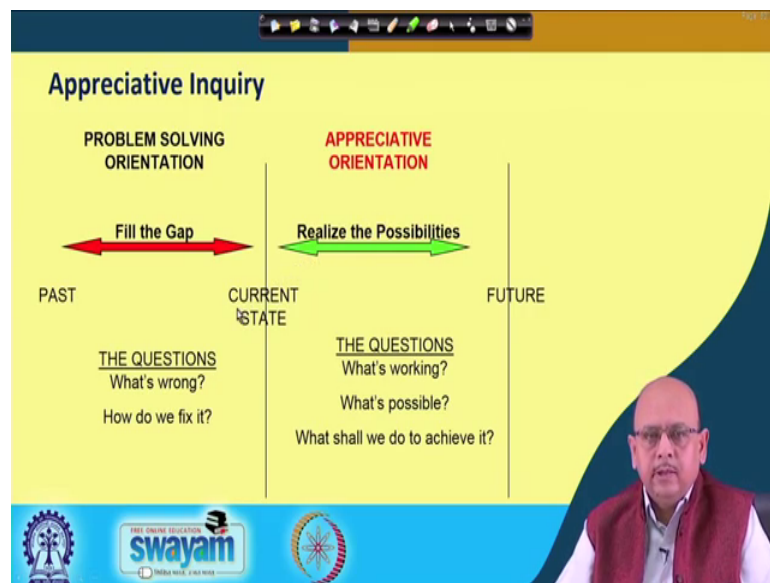 Appreciative Inquiry
PROBLEM SOLVING
ORIENTATION
Fill the Gap
PAST
CURRENT
STATE
THE QUESTIONS
What's wrong?
How do we fix it?
APPRECIATIVE
ORIENTATION
Realize the Possibilities
FUTURE
THE QUESTIONS
What's working?
What's possible?
What shall we do to achieve it?
FREE ONLINE EDUCATION
swayam